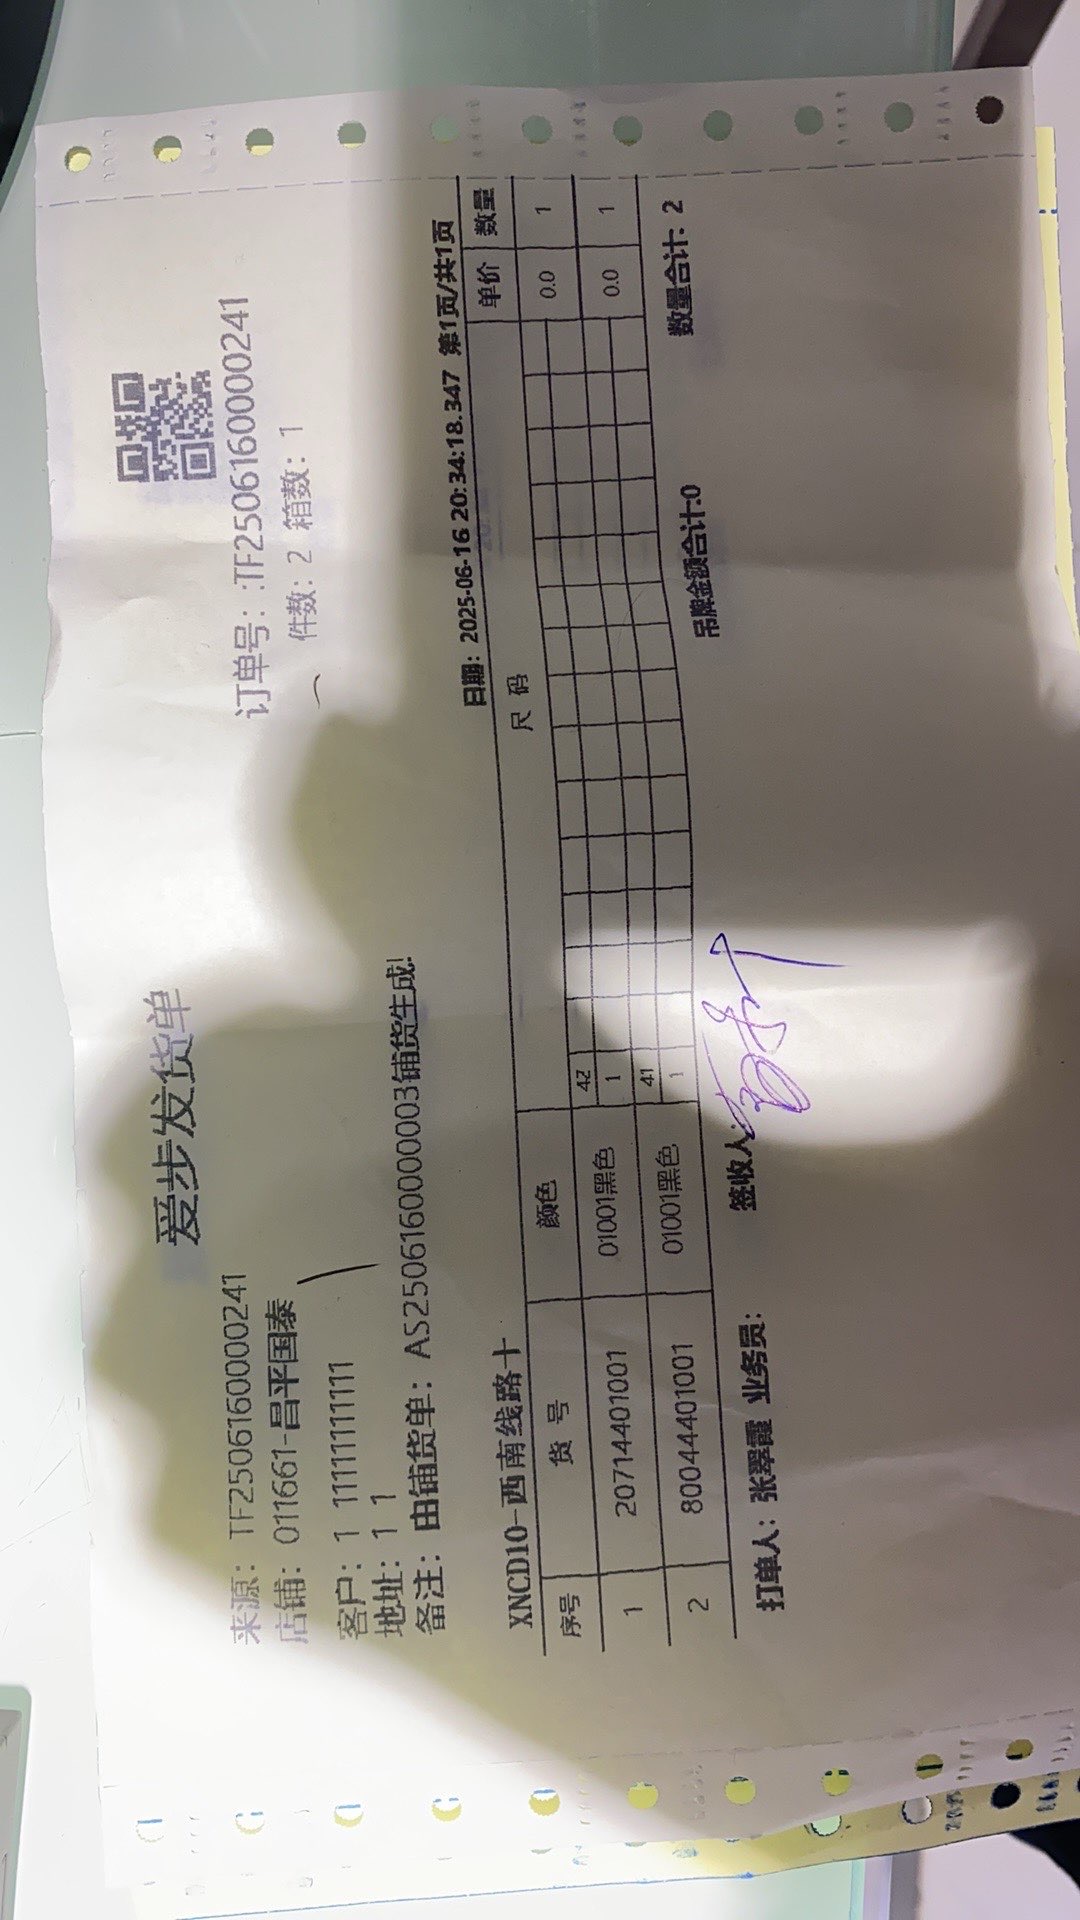 爱步发货单
来源：TF250616000241
订单号：:TF250616000241
店铺：011661-昌平国泰
件数：2 箱数：1
客户：1 11111111111
地址：1 1
备注：由铺货单：AS250616000003铺货生成!
XNCD10-西南线路十
日期：2025-06-16 20:34:18.347 第1页/共1页
序号 货号 颜色 尺码 单价 数量
42
1 20714401001 01001黑色 1 0.0 1
41
2 80044401001 01001黑色 1 0.0 1
打单人：张翠霞 业务员： 签收人: 吊牌金额合计:0 数量合计: 2